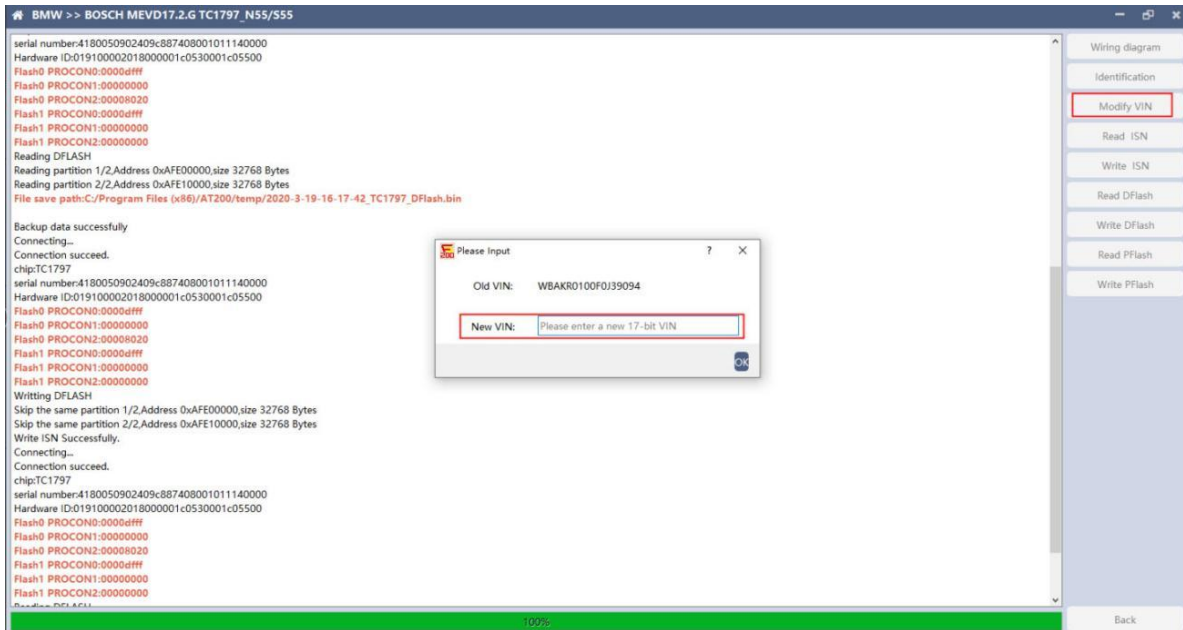 BMW >> BOSCH MEVD17.2.G TC1797_N55/S55
serial number:4180050902409c887408001011140000
Hardware ID:019100002018000001c0530001c05500
Flash0 PROCON0:0000dfff
Flash0 PROCON1:00000000
Flash0 PROCON2:00008020
Flash1 PROCON0:0000dfff
Flash1 PROCON1:00000000
Flash1 PROCON2:00000000
Reading DFLASH
Reading partition 1/2,Address 0xAFE00000,size 32768 Bytes
Reading partition 2/2,Address 0xAFE10000,size 32768 Bytes
File save path:C:/Program Files (x86)/AT200/temp/2020-3-19-16-17-42_TC1797_DFlash.bin
Backup data successfully
Connecting...
Connection succeed.
chip:TC1797
serial number:4180050902409c887408001011140000
Hardware ID:019100002018000001c0530001c05500
Flash0 PROCON0:0000dfff
Flash0 PROCON1:00000000
Flash0 PROCON2:00008020
Flash1 PROCON0:0000dfff
Flash1 PROCON1:00000000
Flash1 PROCON2:00000000
Writting DFLASH
Skip the same partition 1/2,Address 0xAFE00000,size 32768 Bytes
Skip the same partition 2/2,Address 0xAFE10000,size 32768 Bytes
Write ISN Successfully.
Connecting...
Connection succeed.
chip:TC1797
serial number:4180050902409c887408001011140000
Hardware ID:019100002018000001c0530001c05500
Flash0 PROCON0:0000dfff
Flash0 PROCON1:00000000
Flash0 PROCON2:00008020
Flash1 PROCON0:0000dfff
Flash1 PROCON1:00000000
Flash1 PROCON2:00000000
Reading DFLASH
100%
Please Input
Old VIN: WBAKR0100F0J39094
New VIN: Please enter a new 17-bit VIN
OK
Wiring diagram
Identification
Modify VIN
Read ISN
Write ISN
Read DFlash
Write DFlash
Read PFlash
Write PFlash
Back